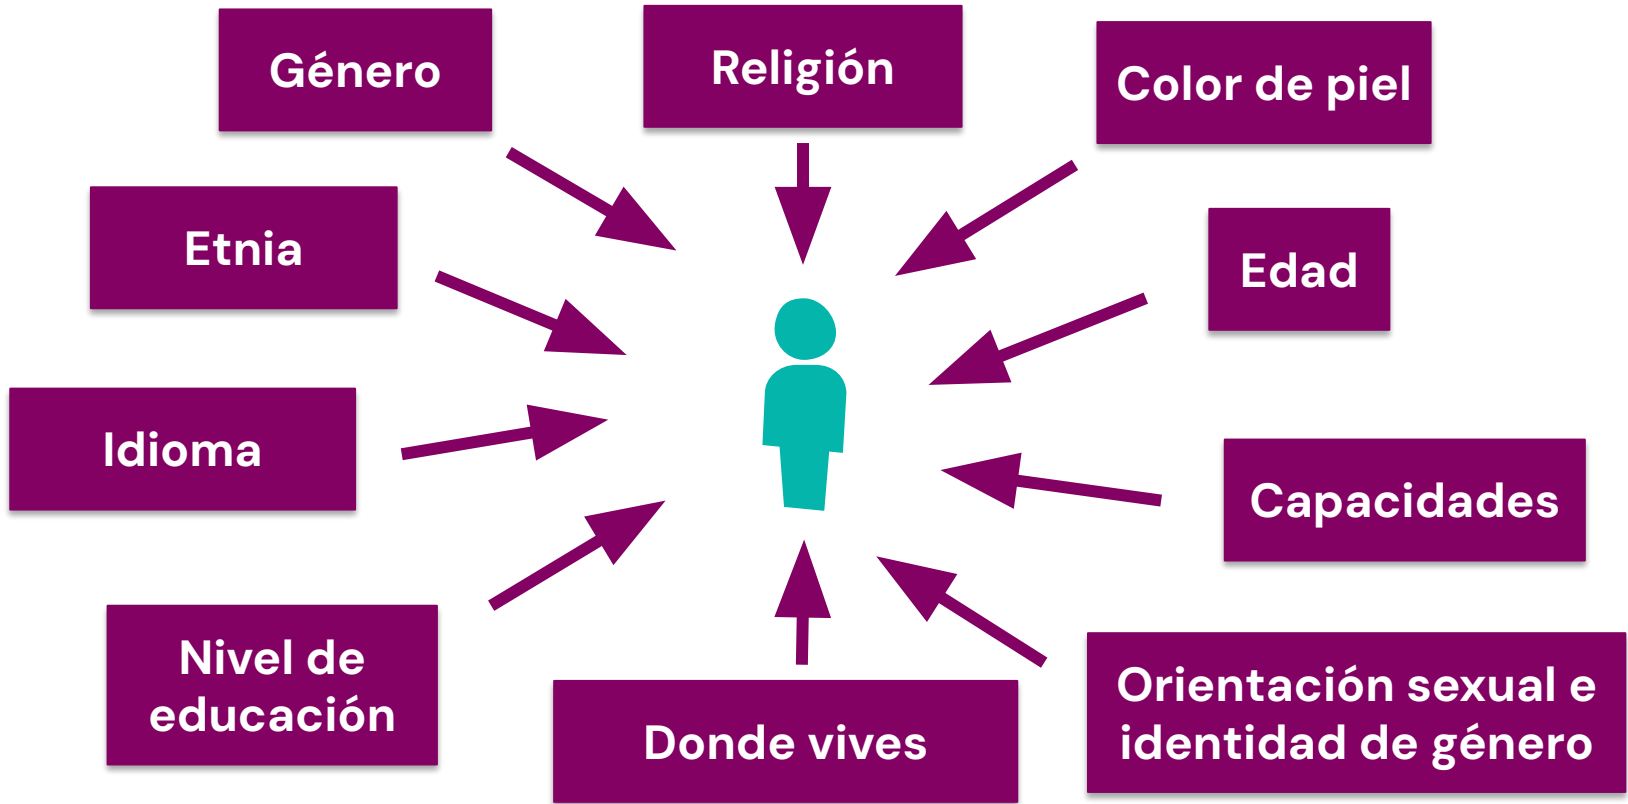 Género
Religión
Color de piel
Etnia
Edad
Idioma
Capacidades
Nivel de
educación
Donde vives
Orientación sexual e
identidad de género